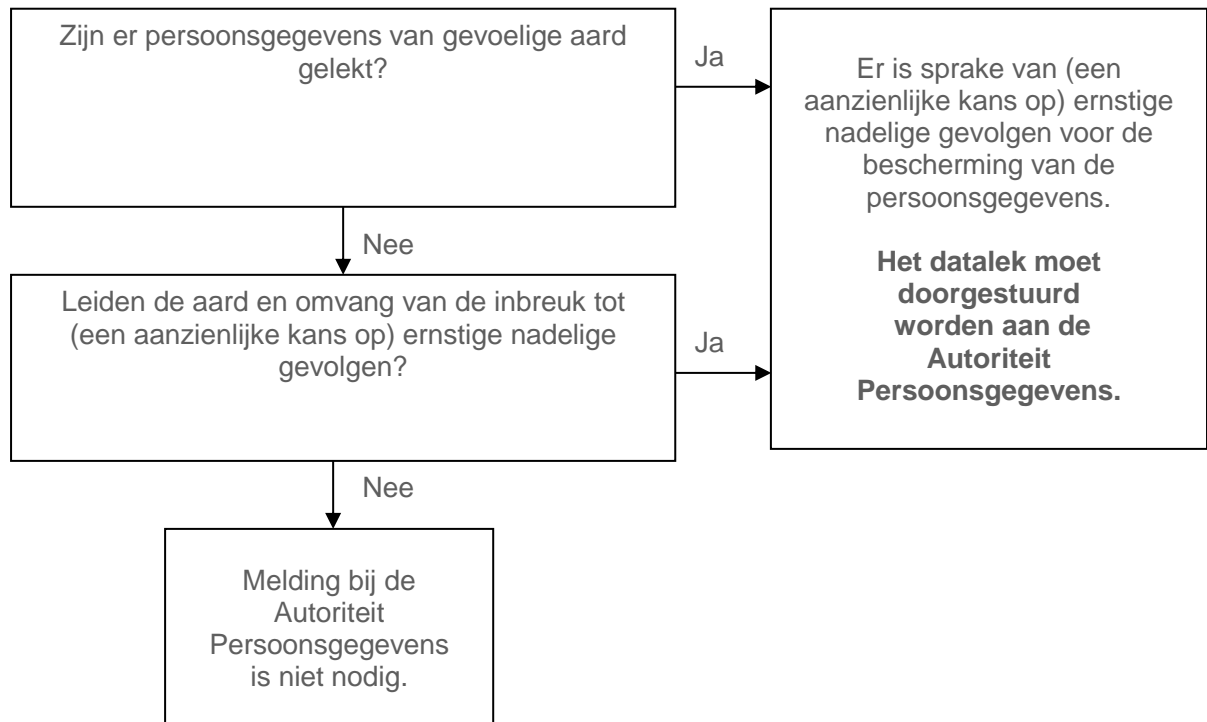 Zijn er persoonsgegevens van gevoelige aard
gelekt?
Ja
Er is sprake van (een
aanzienlijke kans op) ernstige
nadelige gevolgen voor de
bescherming van de
persoonsgegevens.
Het datalek moet
doorgestuurd
worden aan de
Autoriteit
Persoonsgegevens.
Nee
Leiden de aard en omvang van de inbreuk tot
(een aanzienlijke kans op) ernstige nadelige
gevolgen?
Ja
Nee
Melding bij de
Autoriteit
Persoonsgegevens
is niet nodig.